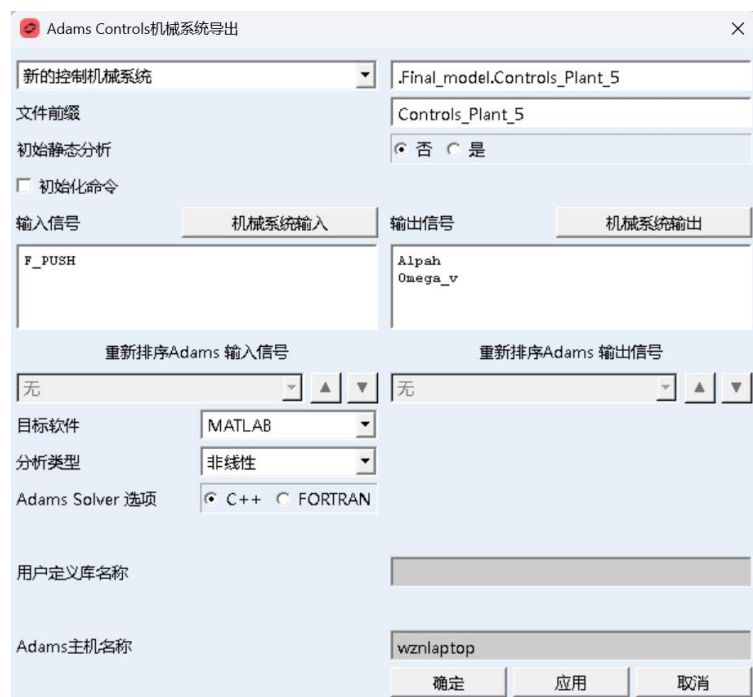 Adams Controls机械系统导出
新的控制机械系统 .Final_model.Controls_Plant_5
文件前缀 Controls_Plant_5
初始静态分析 否 是
初始化命令
输入信号 机械系统输入 输出信号 机械系统输出
F_PUSH Alpah
Omega_v
重新排序Adams 输入信号 重新排序Adams 输出信号
无 无
目标软件 MATLAB
分析类型 非线性
Adams Solver 选项 C++ FORTRAN
用户定义库名称
Adams主机名称 wznlaptop
确定 应用 取消